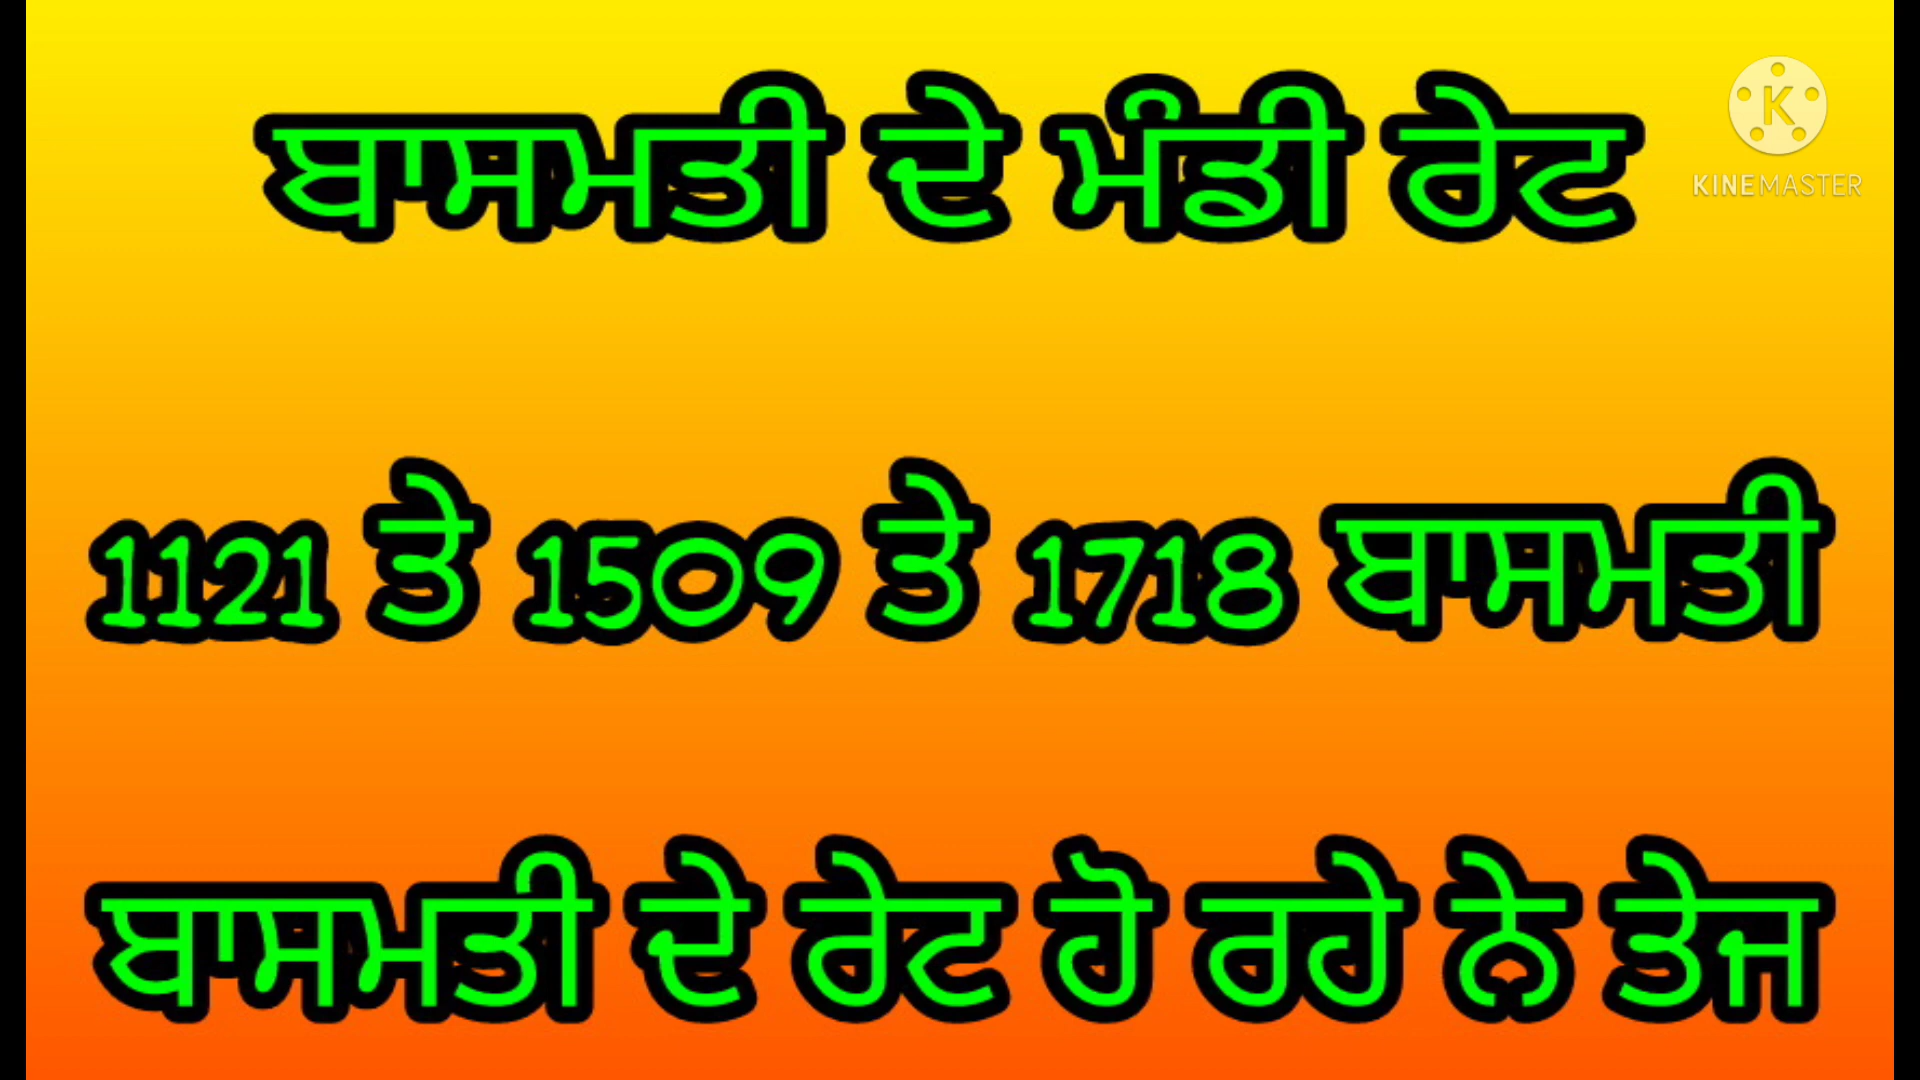 ਬਾਸਮਤੀ ਦੇ ਮੰਡੀ ਰੇਟ
KINEMASTER
1121 ਤੇ 1509 ਤੇ 1718 ਬਾਸਮਤੀ
ਬਾਸਮਤੀ ਦੇ ਰੇਟ ਹੋ ਰਹੇ ਨੇ ਤੇਜ